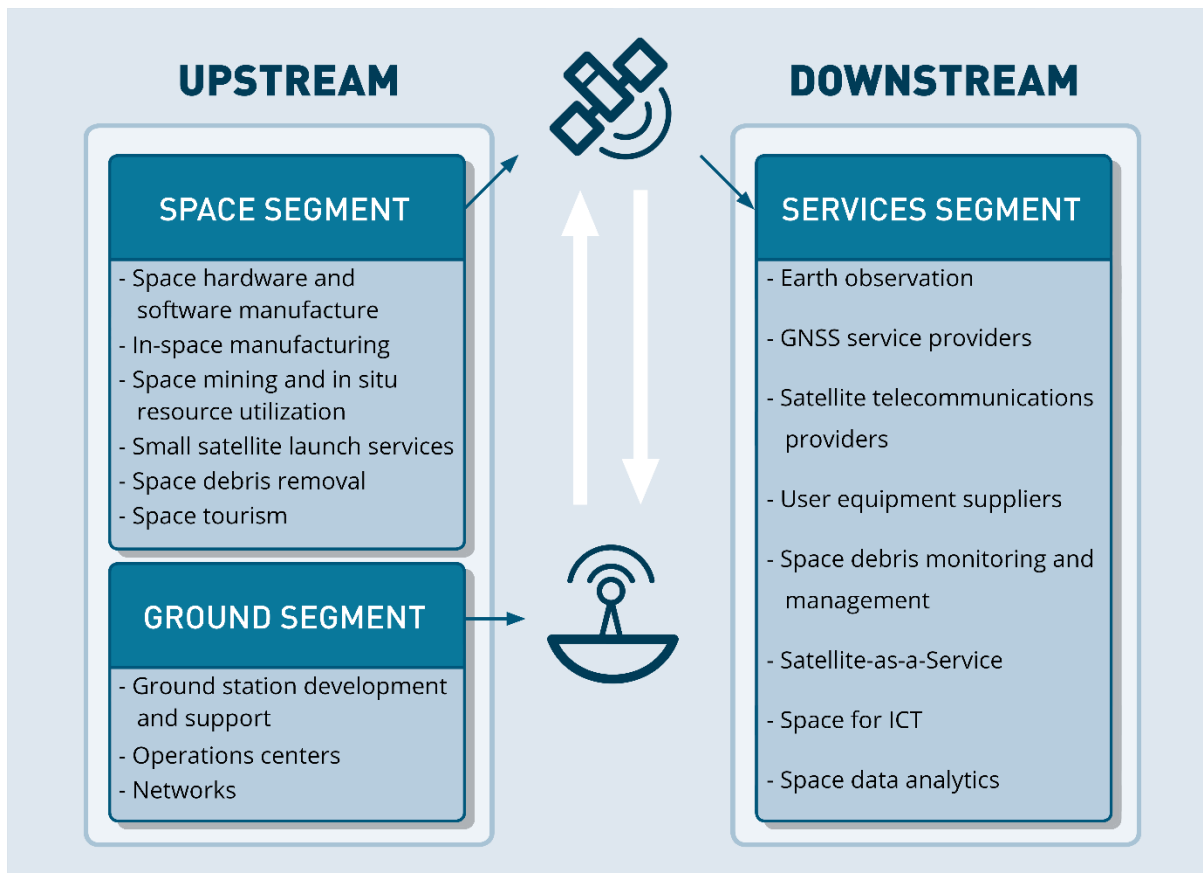 UPSTREAM
SPACE SEGMENT
- Space hardware and
software manufacture
- In-space manufacturing
- Space mining and in situ
resource utilization
- Small satellite launch services
- Space debris removal
- Space tourism
GROUND SEGMENT
- Ground station development
and support
- Operations centers
- Networks
DOWNSTREAM
SERVICES SEGMENT
- Earth observation
- GNSS service providers
- Satellite telecommunications
providers
- User equipment suppliers
- Space debris monitoring and
management
- Satellite-as-a-Service
- Space for ICT
- Space data analytics